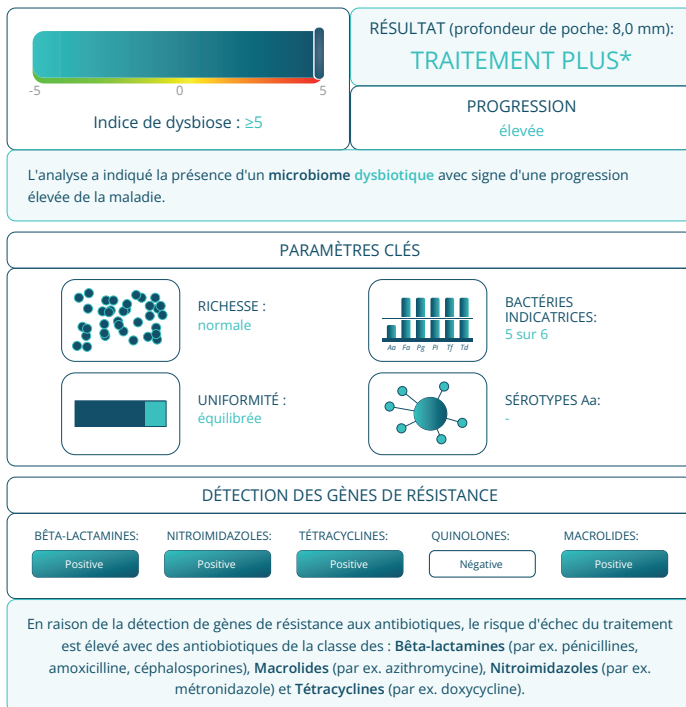 -5
0
5
Indice de dysbiose : ≥5
RÉSULTAT (profondeur de poche: 8,0 mm):
TRAITEMENT PLUS*
PROGRESSION
élevée
L'analyse a indiqué la présence d'un microbiome dysbiotique avec signe d'une progression
élevée de la maladie.
PARAMÈTRES CLÉS
RICHESSE :
normale
Aa Fa Pg Pi Tf Td
BACTÉRIES
INDICATRICES:
5 sur 6
UNIFORMITÉ :
équilibrée
SÉROTYPES Aa:
-
DÉTECTION DES GÈNES DE RÉSISTANCE
BÊTA-LACTAMINES: NITROIMIDAZOLES: TÉTRACYCLINES: QUINOLONES: MACROLIDES:
Positive Positive Positive Négative Positive
En raison de la détection de gènes de résistance aux antibiotiques, le risque d'échec du traitement
est élevé avec des antiobiotiques de la classe des : Bêta-lactamines (par ex. pénicillines,
amoxicilline, céphalosporines), Macrolides (par ex. azithromycine), Nitroimidazoles (par ex.
métronidazole) et Tétracyclines (par ex. doxycycline).